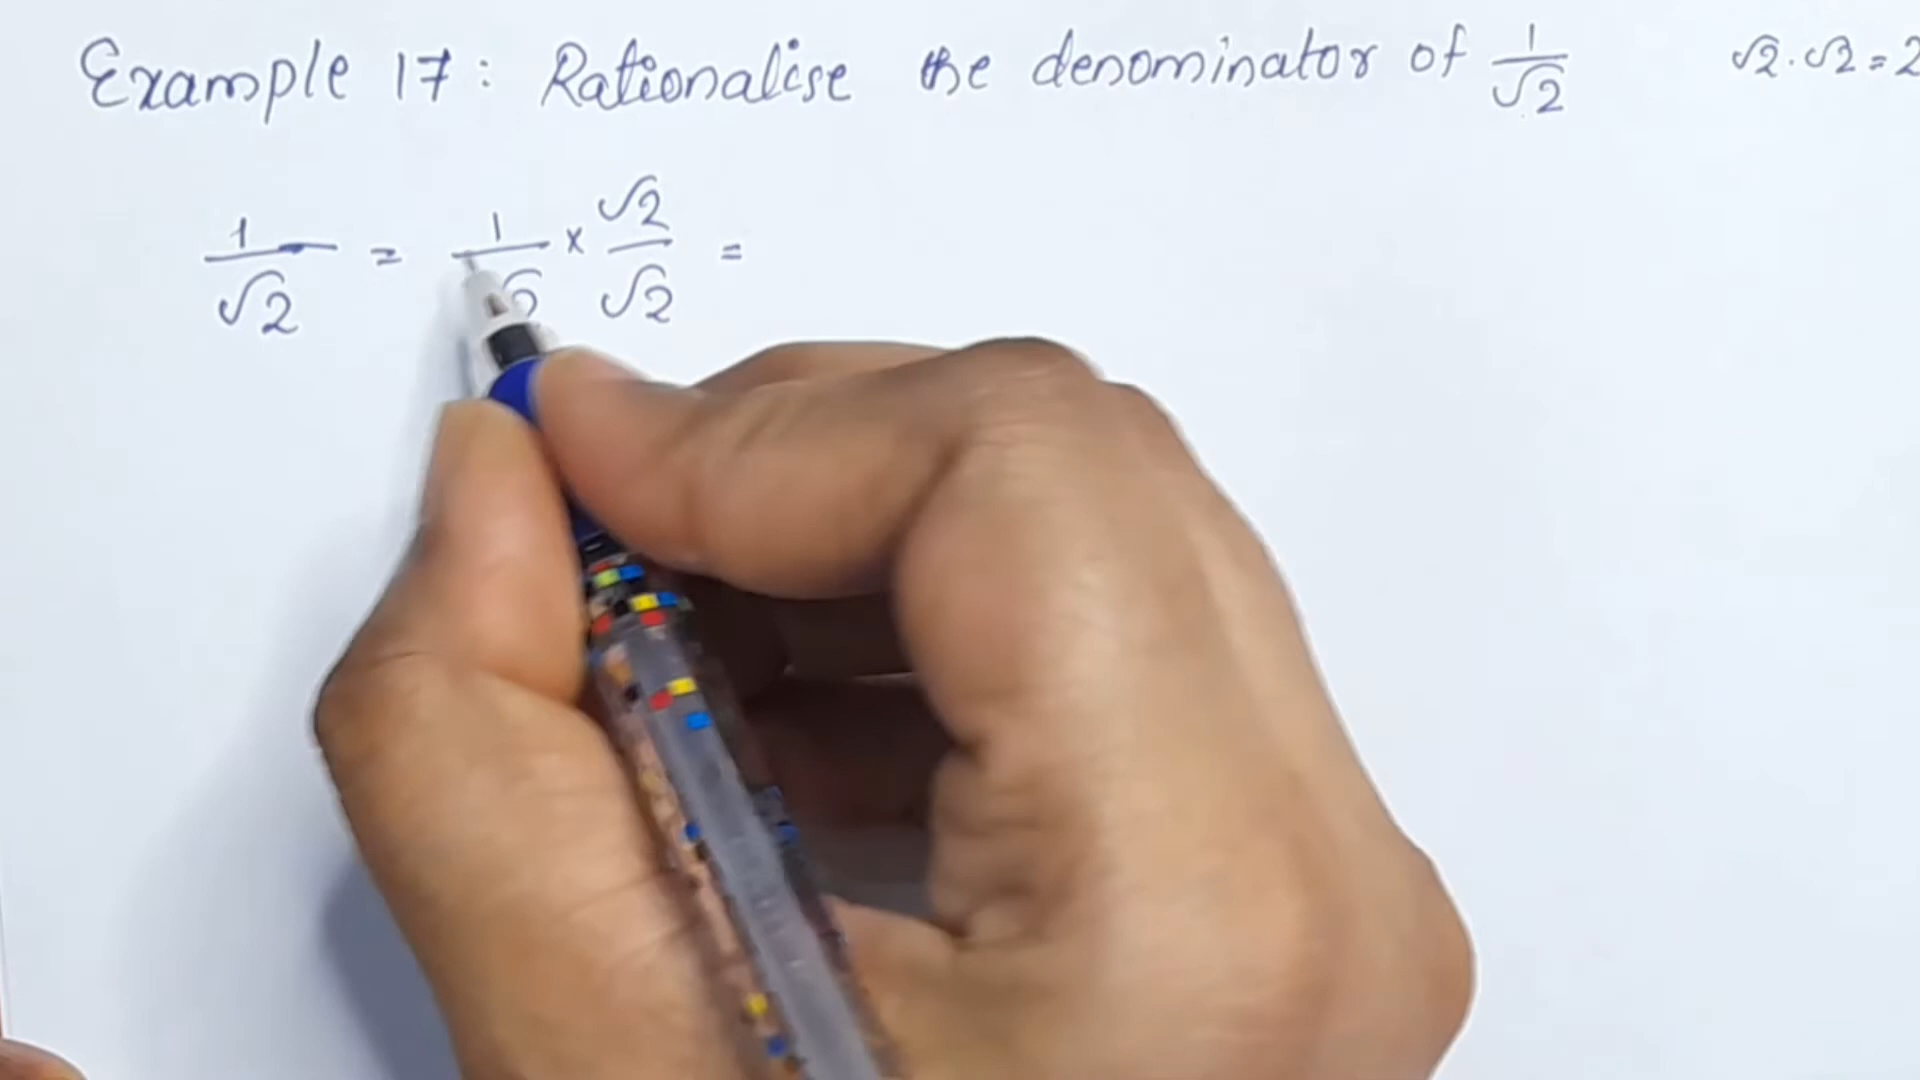 Example 17: Rationalise the denominator of 1/√2 √2.√2=2
1/√2 = 1/√2 × √2/√2 =